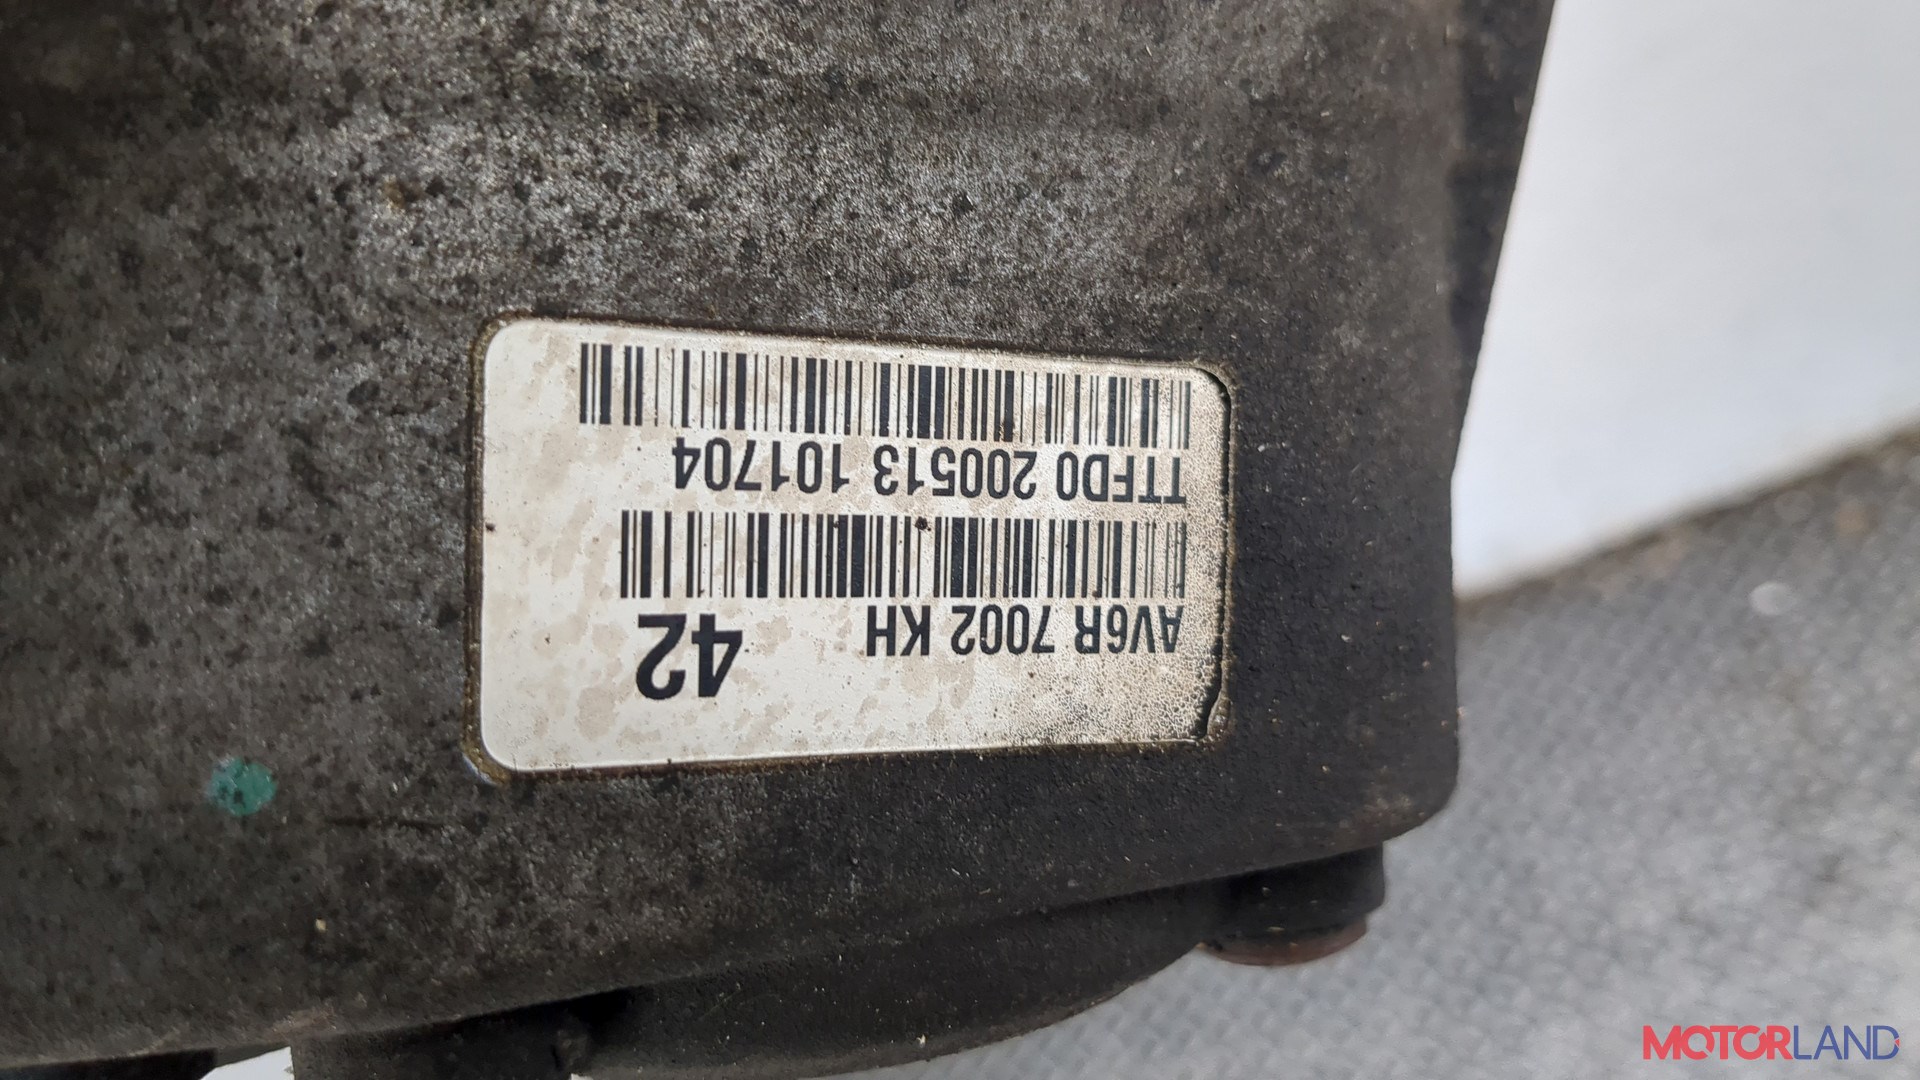 AV6R 7002 KH 42
TTFD0 200513 101704
MOTORLAND